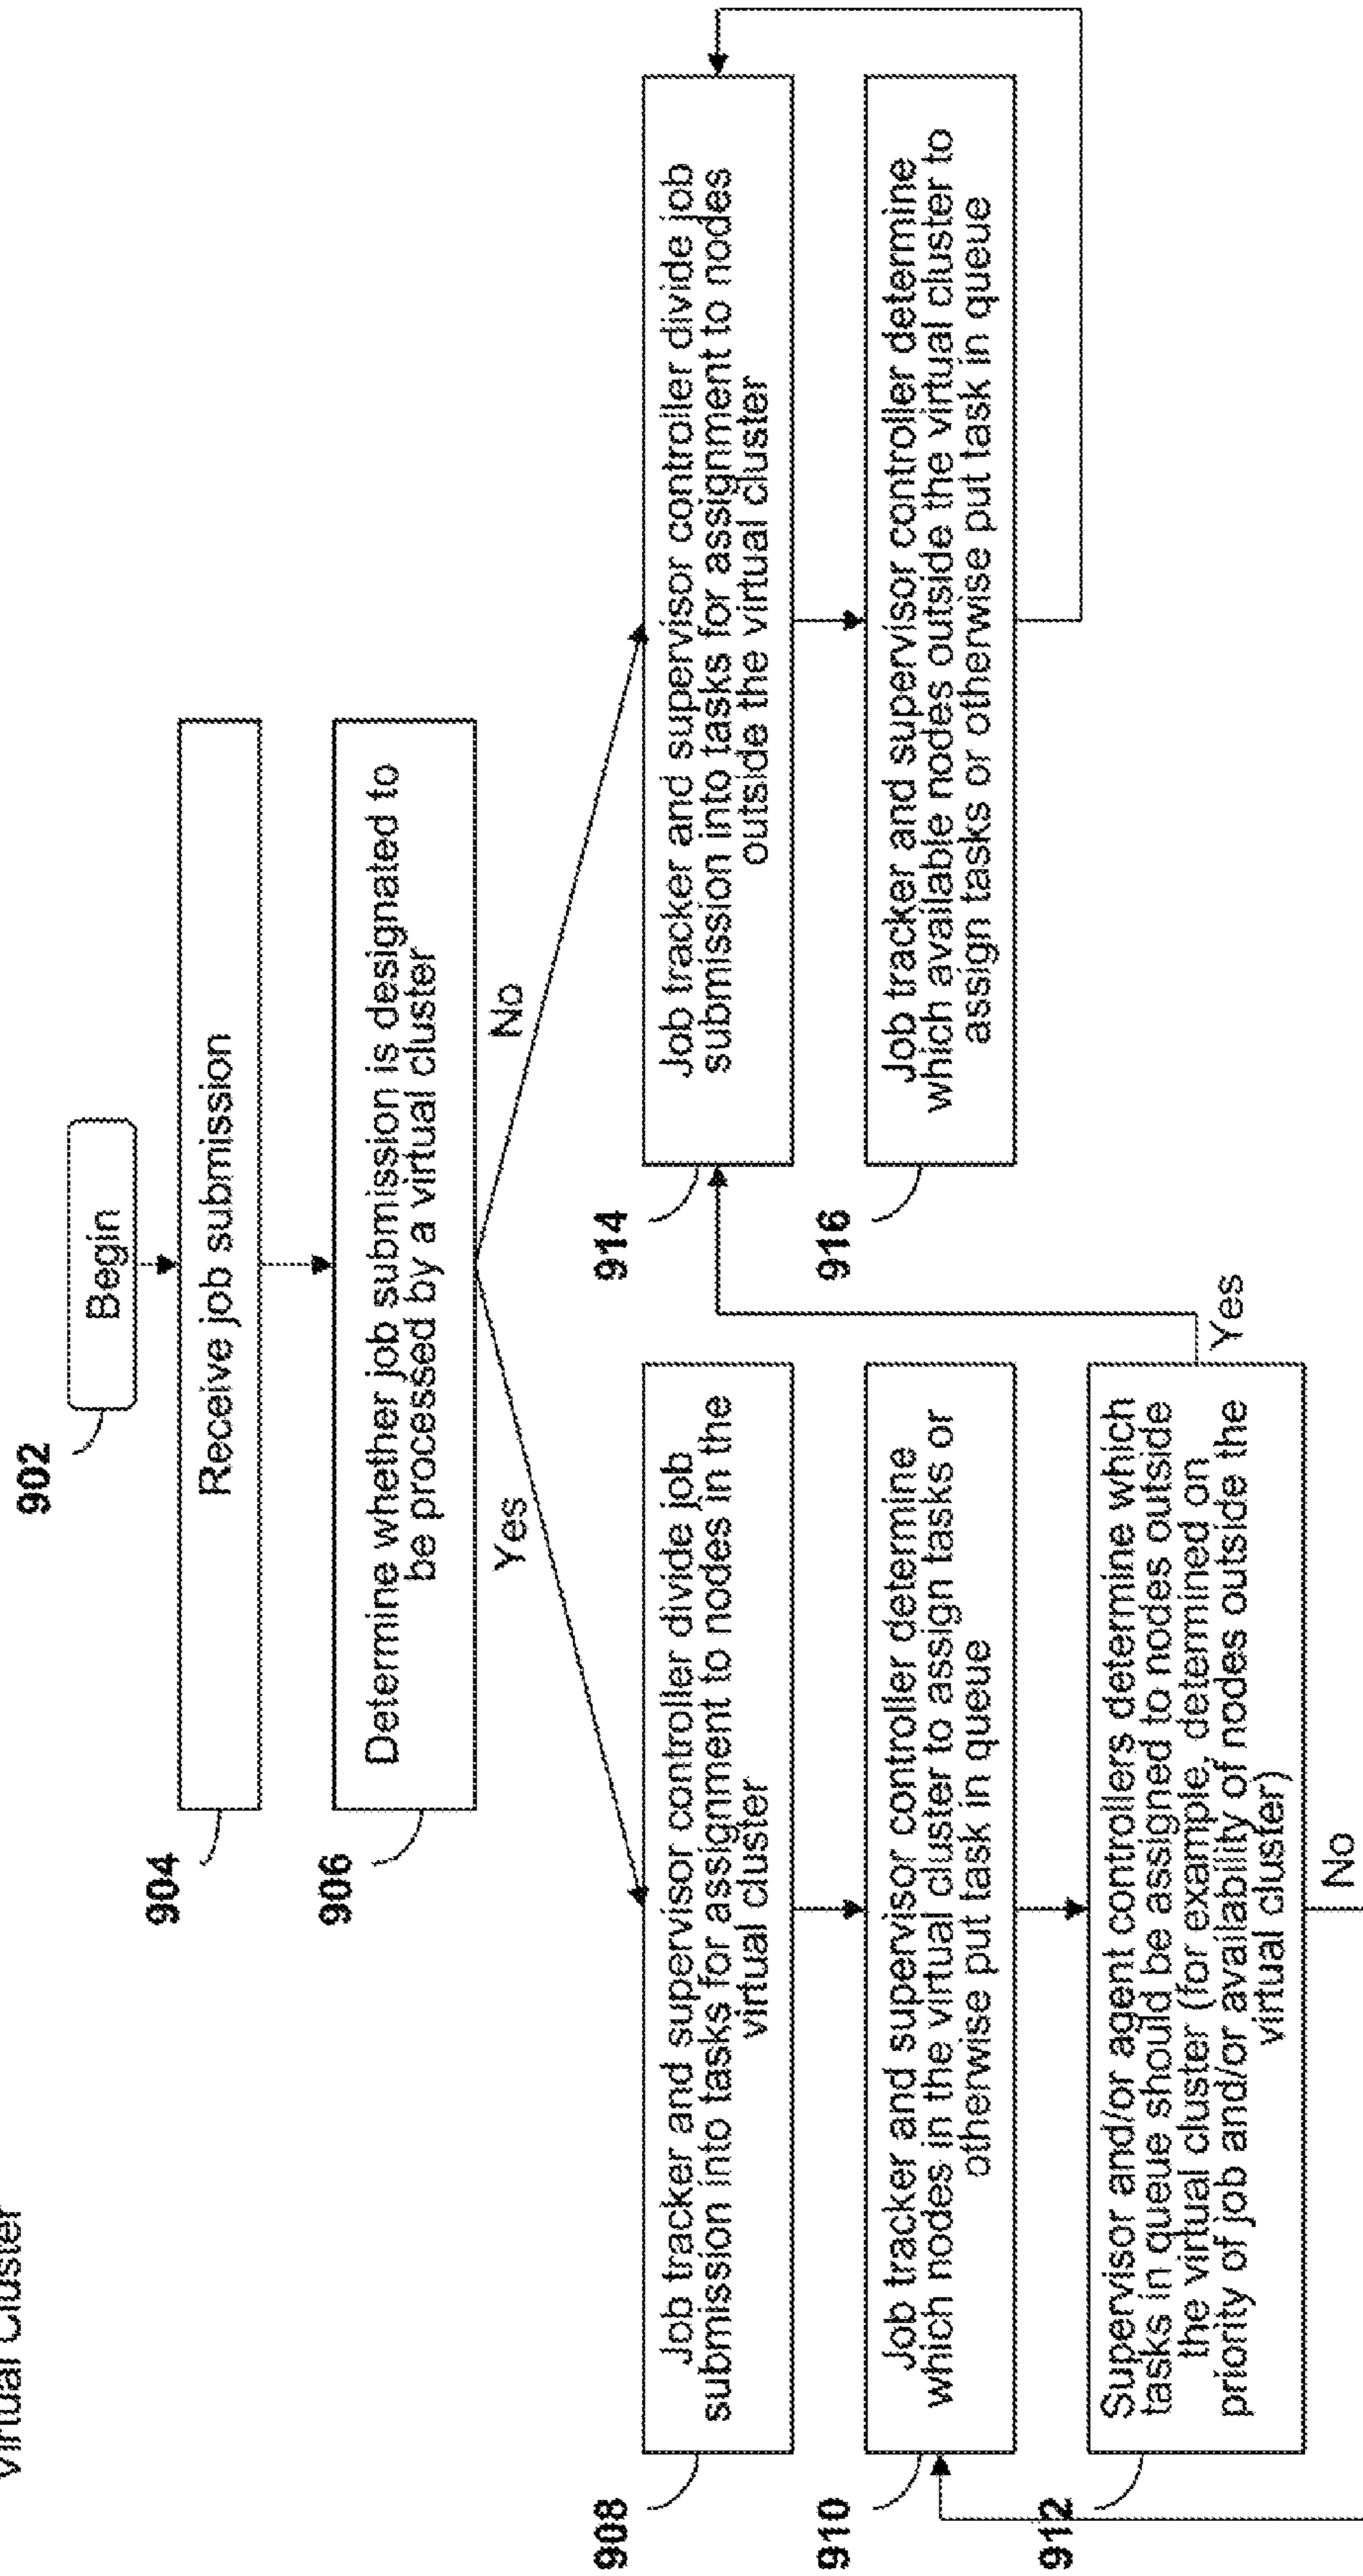 Virtual Cluster
902
Begin
904
Receive job submission
906
Determine whether job submission is designated to
be processed by a virtual cluster
Yes
No
908
Job tracker and supervisor controller divide job
submission into tasks for assignment to nodes in the
virtual cluster
914
Job tracker and supervisor controller divide job
submission into tasks for assignment to nodes
outside the virtual cluster
910
Job tracker and supervisor controller determine
which nodes in the virtual cluster to assign tasks or
otherwise put task in queue
916
Job tracker and supervisor controller determine
which available nodes outside the virtual cluster to
assign tasks or otherwise put task in queue
912
Supervisor and/or agent controllers determine which
tasks in queue should be assigned to nodes outside
the virtual cluster (for example, determined on
priority of job and/or availability of nodes outside the
virtual cluster)
Yes
No